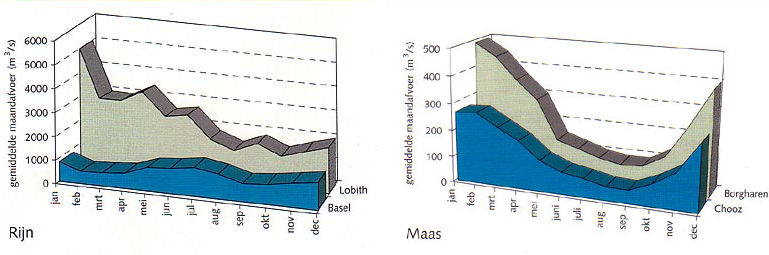 gemiddelde maandafvoer (m³/s)
6000
5000
4000
3000
2000
1000
0
jan
feb
mrt
apr
mei
jun
jul
aug
sep
okt
nov
dec
Lobith
Basel
Rijn
gemiddelde maandafvoer (m³/s)
500
400
300
200
100
0
jan
feb
mrt
apr
mei
juni
juli
aug
sep
okt
nov
dec
Borgharen
Chooz
Maas